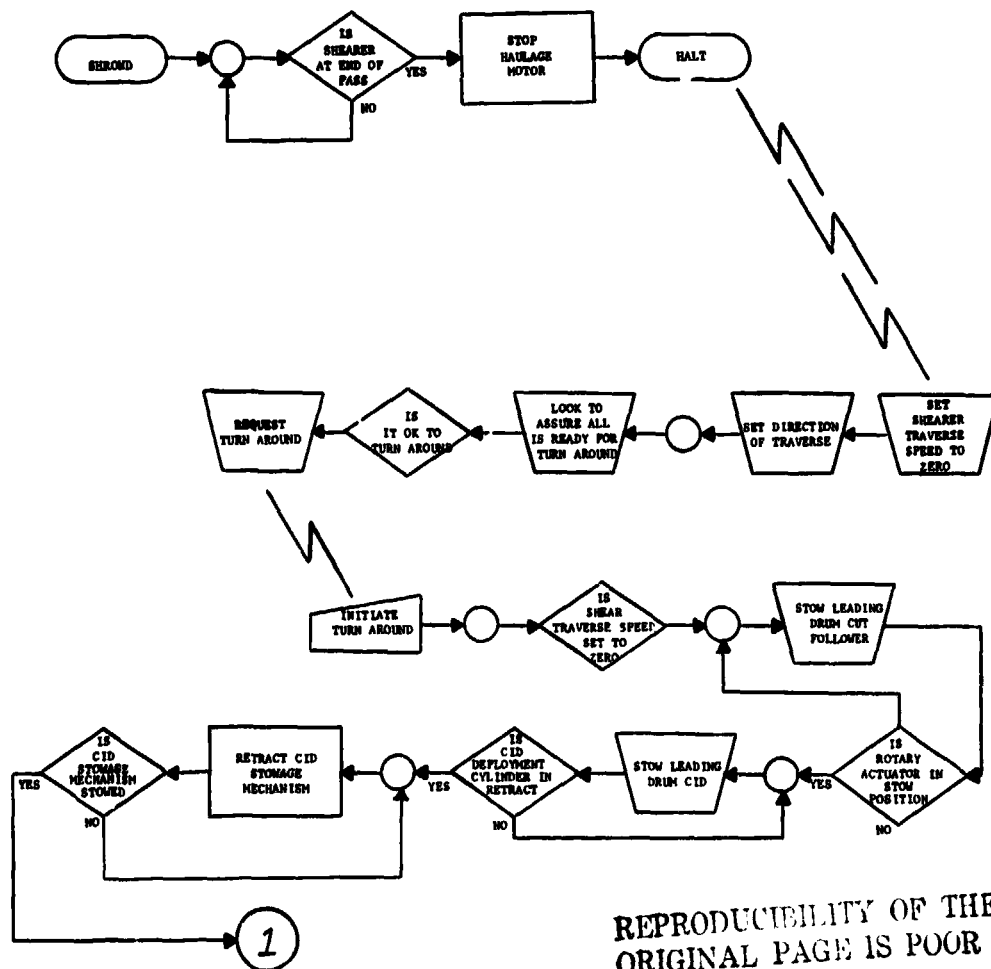 SHROMD
IS
SHEARER
AT END OF
PASS
YES
NO
STOP
HAULAGE
MOTOR
HALT
REQUEST
TURN AROUND
IS
IT OK TO
TURN AROUND
LOOK TO
ASSURE ALL
IS READY FOR
TURN AROUND
SET DIRECTION
OF TRAVERSE
SET
SHEARER
TRAVERSE
SPEED TO
ZERO
INITIATE
TURN AROUND
IS
SHEAR
TRAVERSE SPEED
SET TO
ZERO
STOW LEADING
DRUM CUT
FOLLOWER
IS
CID
STOWAGE
MECHANISM
STOWED
YES
NO
RETRACT CID
STOWAGE
MECHANISM
IS
CID
DEPLOYMENT
CYLINDER IN
RETRACT
YES
NO
STOW LEADING
DRUM CID
IS
ROTARY
ACTUATOR IN
STOW
POSITION
YES
NO
1
REPRODUCIBILITY OF THE
ORIGINAL PAGE IS POOR